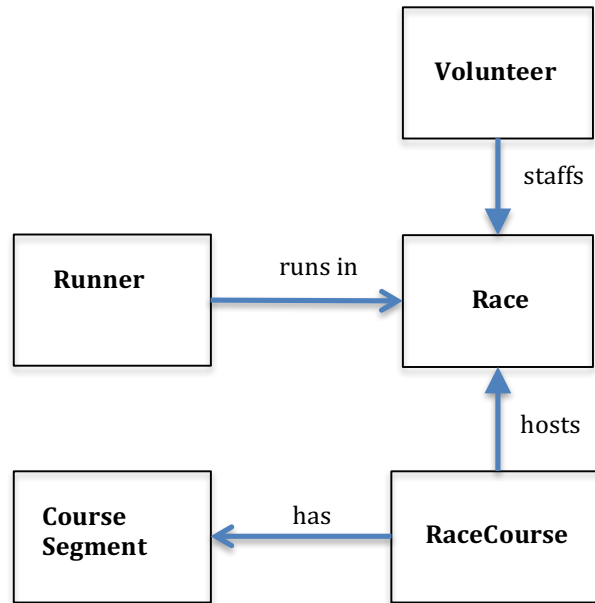 Volunteer
staffs
Runner
runs in
Race
hosts
Course
Segment
has
RaceCourse